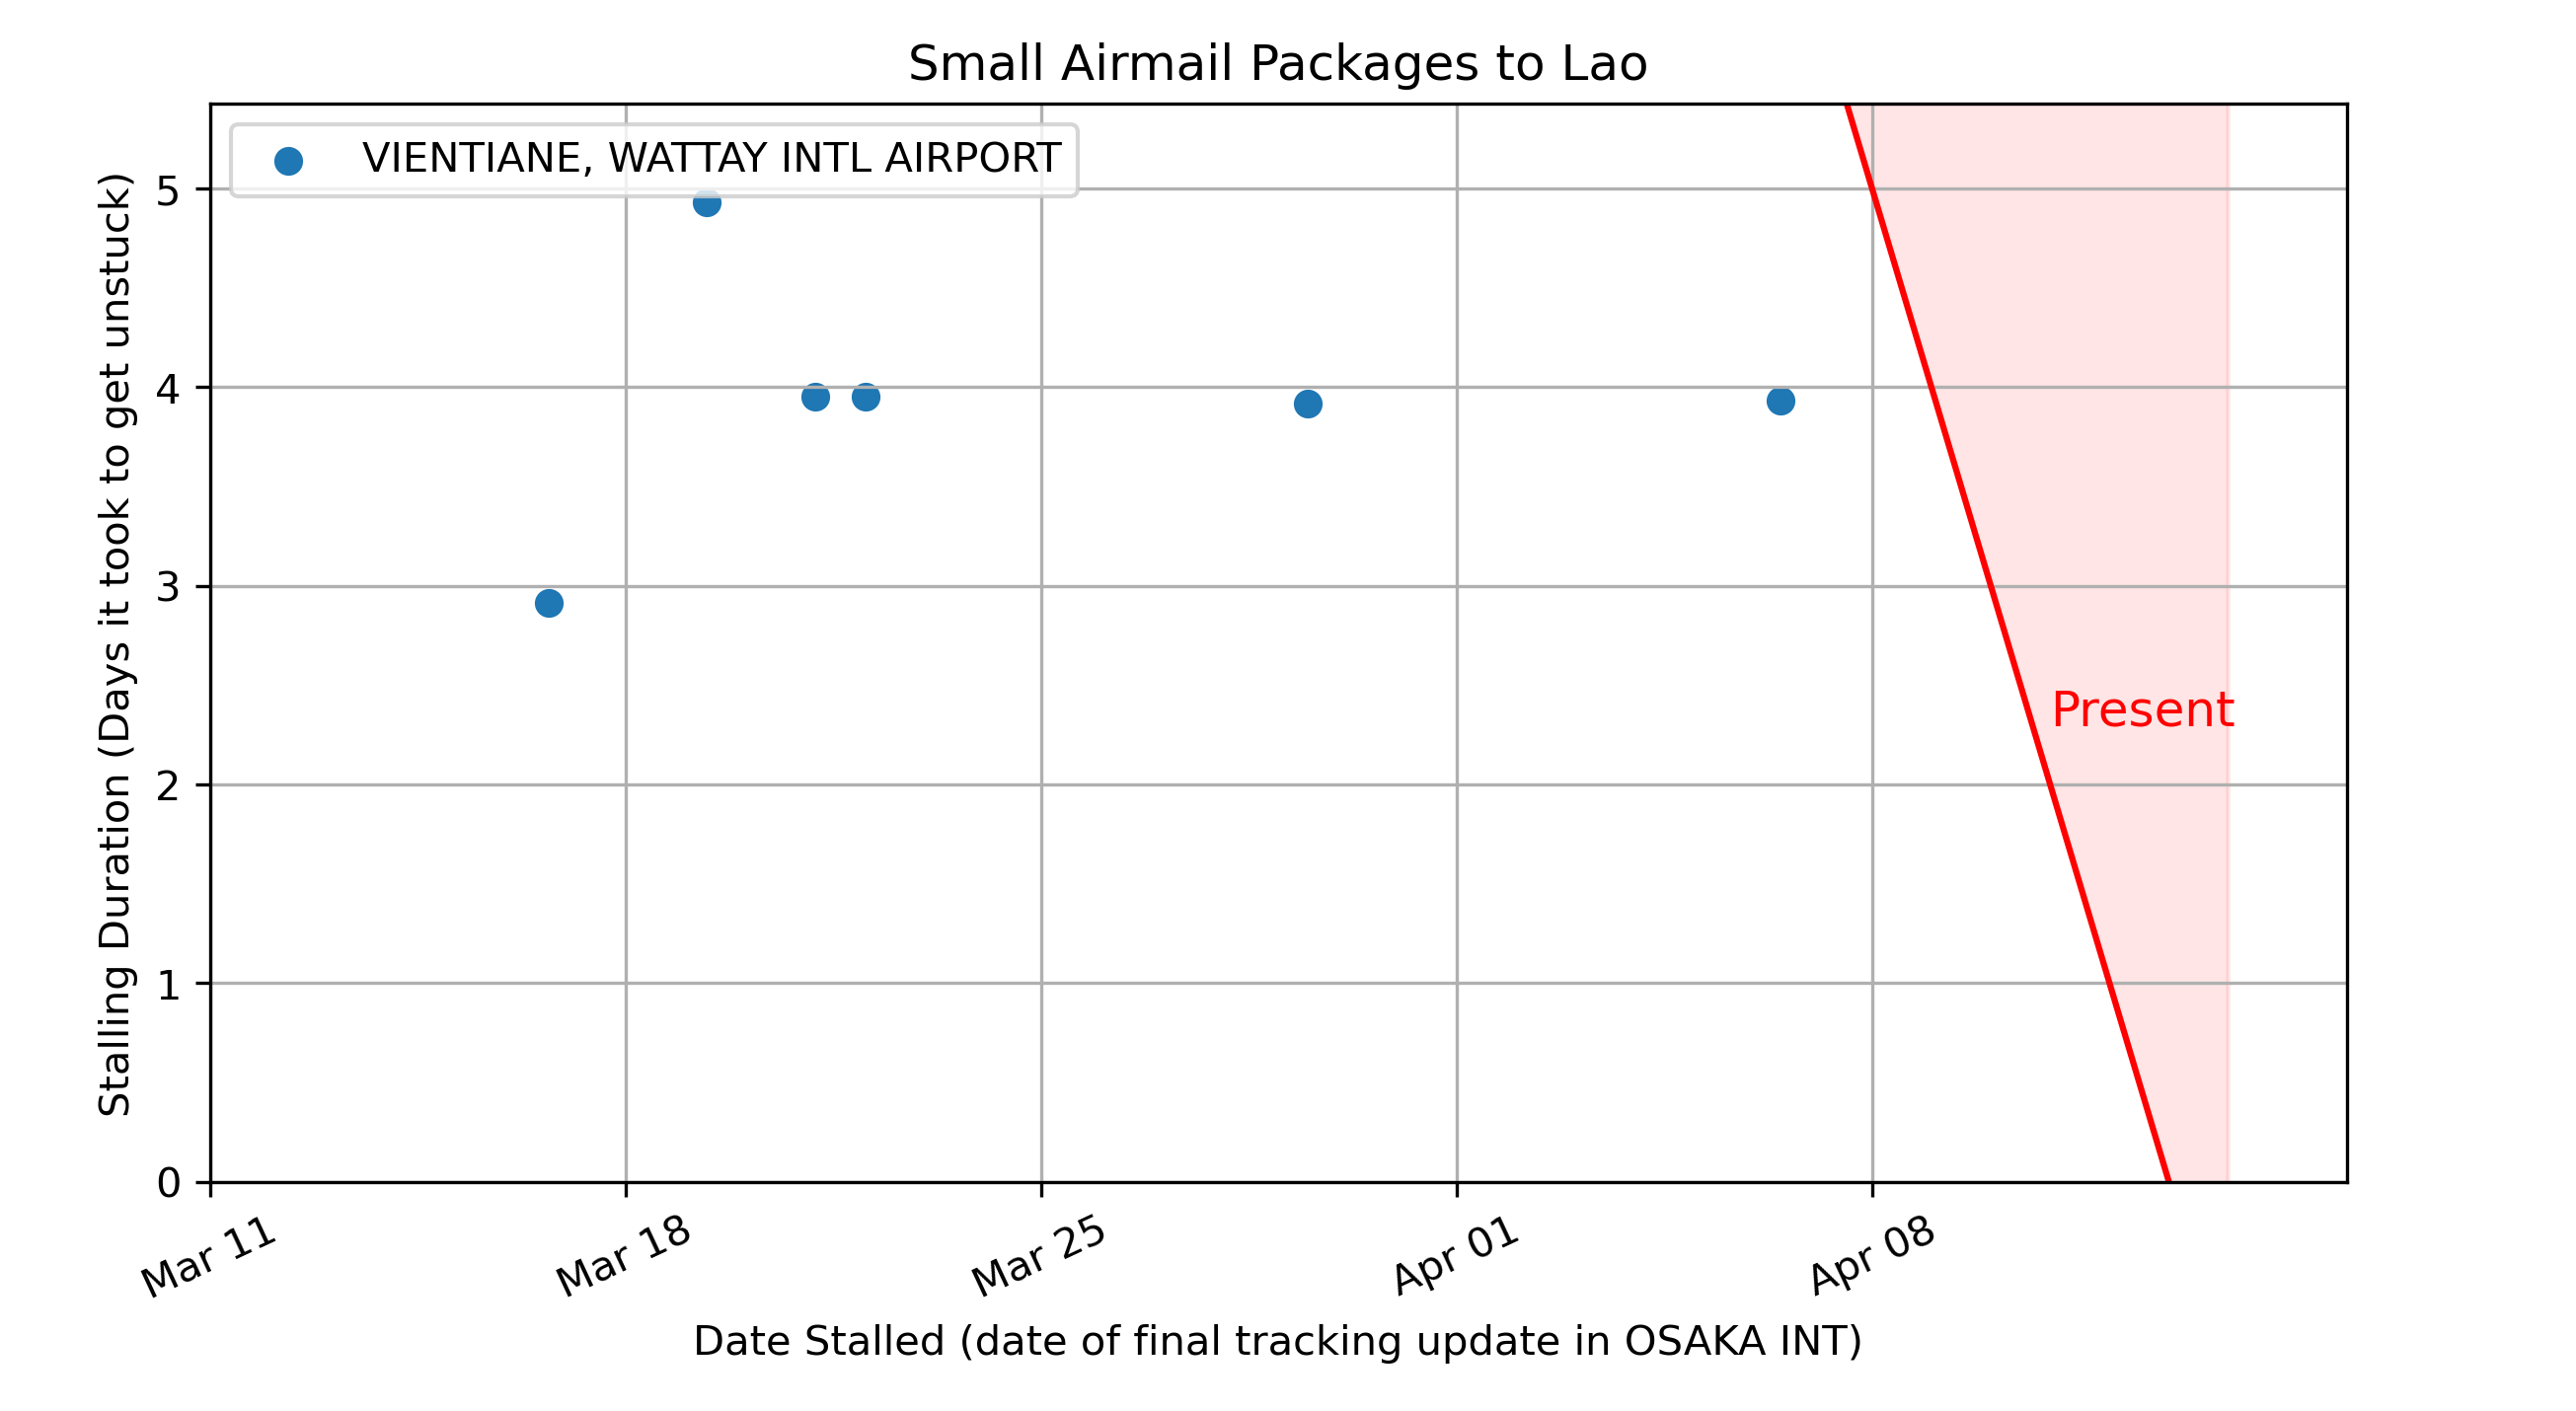 Small Airmail Packages to Lao
VIENTIANE, WATTAY INTL AIRPORT
Stalling Duration (Days it took to get unstuck)
5
4
3
2
1
0
Present
Mar 11
Mar 18
Mar 25
Apr 01
Apr 08
Date Stalled (date of final tracking update in OSAKA INT)